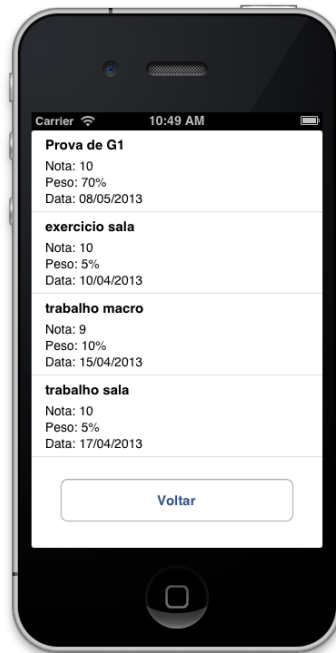 Carrier 10:49 AM
Prova de G1
Nota: 10
Peso: 70%
Data: 08/05/2013
exercicio sala
Nota: 10
Peso: 5%
Data: 10/04/2013
trabalho macro
Nota: 9
Peso: 10%
Data: 15/04/2013
trabalho sala
Nota: 10
Peso: 5%
Data: 17/04/2013
Voltar